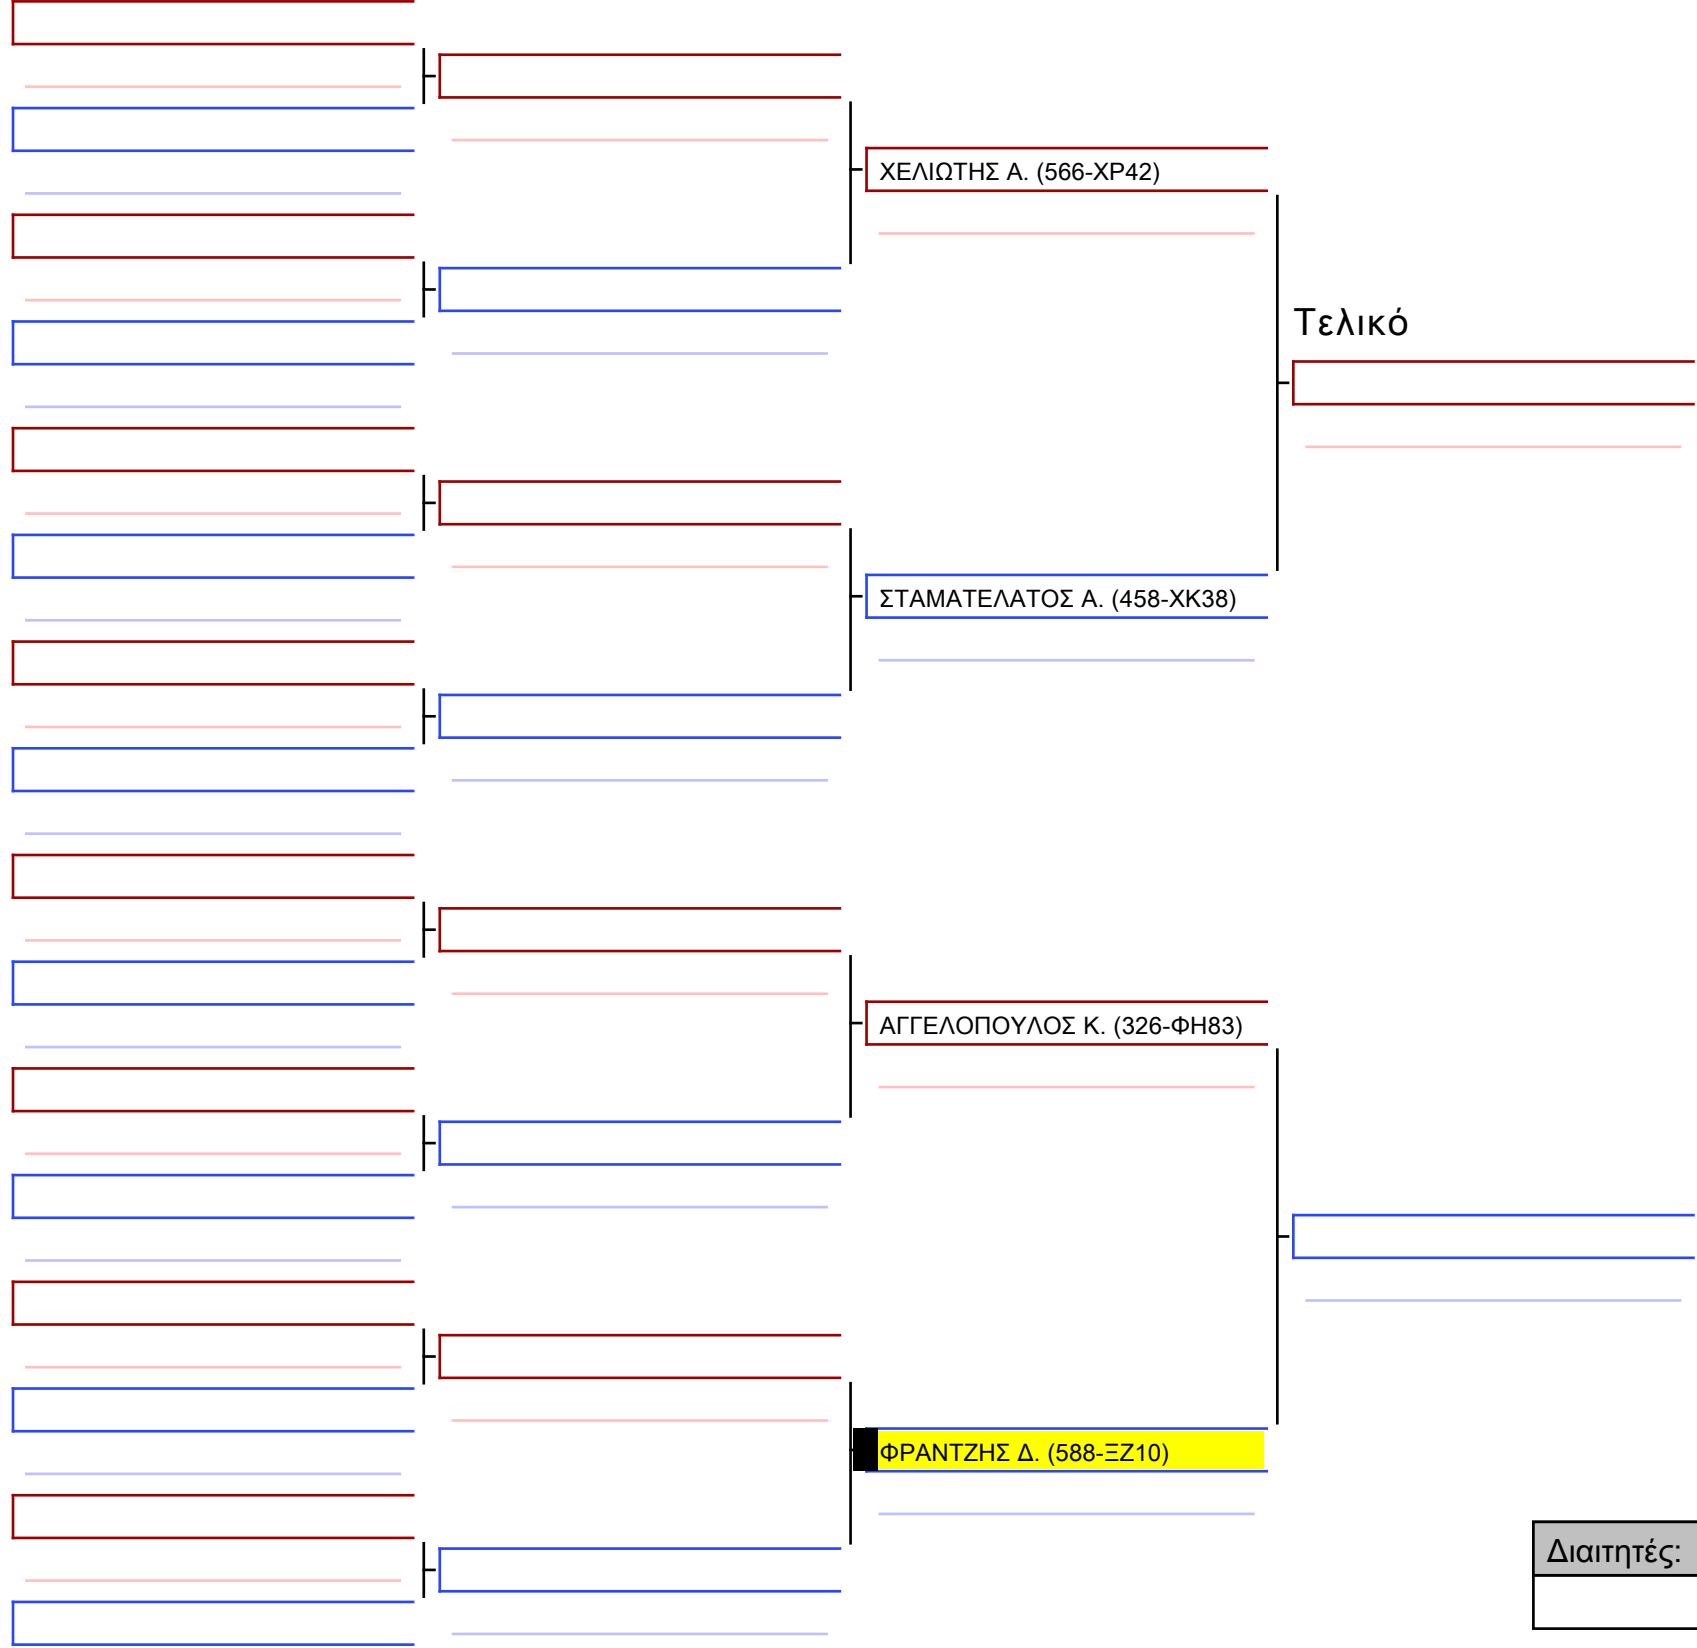 ΧΕΛΙΩΤΗΣ Α. (566-ΧΡ42)
Τελικό
ΣΤΑΜΑΤΕΛΑΤΟΣ Α. (458-ΧΚ38)
ΑΓΓΕΛΟΠΟΥΛΟΣ Κ. (326-ΦΗ83)
ΦΡΑΝΤΖΗΣ Δ. (588-ΞΖ10)
Διαιτητές: